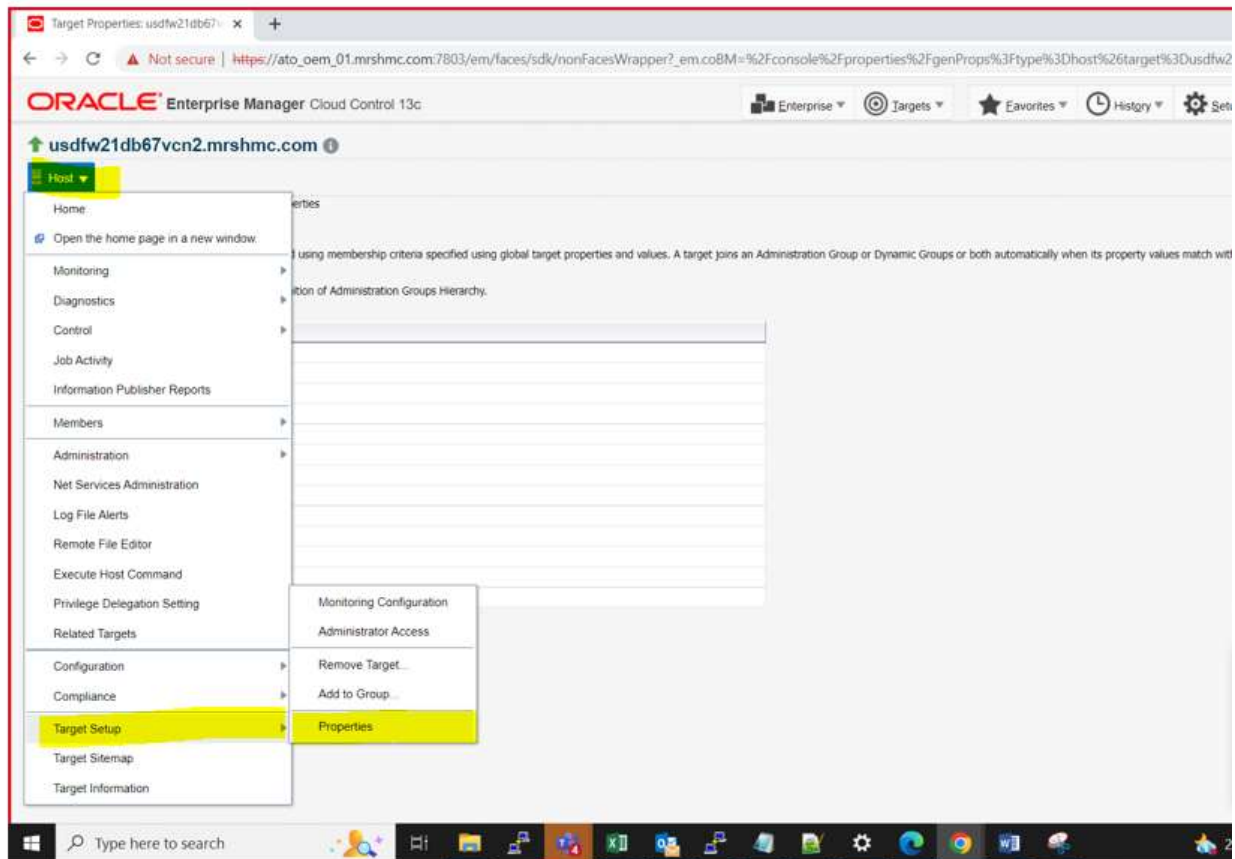 Target Properties: usdfw21db67v
Not secure | https://ato_oem_01.mrshmc.com:7803/em/faces/sdk/nonFacesWrapper?_em.coBM=%2Fconsole%2Fproperties%2FgenProps%3Ftype%3Dhost%26target%3Dusdfw2
ORACLE Enterprise Manager Cloud Control 13c
Enterprise Targets Favorites History Setu
usdfw21db67vcn2.mrshmc.com
Host
Home
erties
Open the home page in a new window.
using membership criteria specified using global target properties and values. A target joins an Administration Group or Dynamic Groups or both automatically when its property values match with
Monitoring
Diagnostics
ition of Administration Groups Hierarchy.
Control
Job Activity
Information Publisher Reports
Members
Administration
Net Services Administration
Log File Alerts
Remote File Editor
Execute Host Command
Privilege Delegation Setting
Related Targets
Configuration
Compliance
Target Setup
Target Sitemap
Target Information
Monitoring Configuration
Administrator Access
Remove Target...
Add to Group...
Properties
Type here to search
2